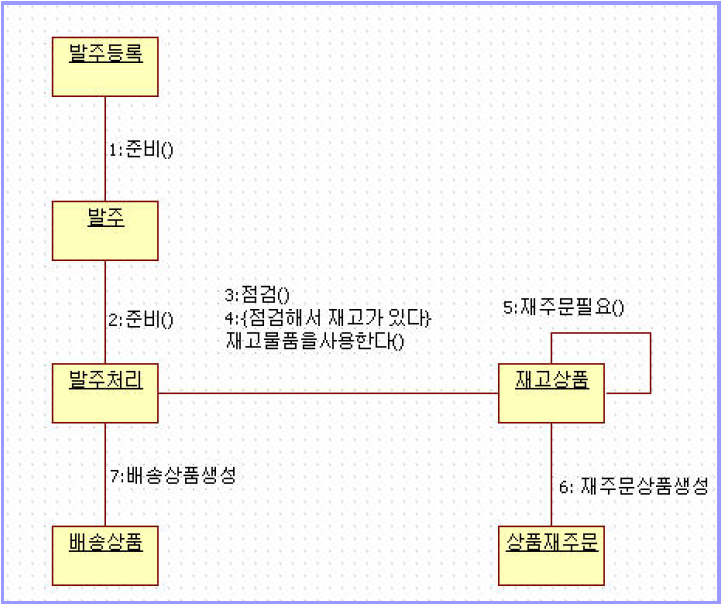 발주등록
1:준비()
발주
2:준비()
3:점검()
4:{점검해서 재고가 있다}
재고물품을사용한다()
5:재주문필요()
발주처리
재고상품
7:배송상품생성
6: 재주문상품생성
배송상품
상품재주문